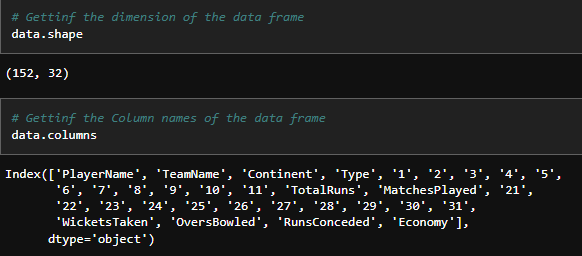 # Gettinf the dimension of the data frame
data.shape
(152, 32)
# Gettinf the Column names of the data frame
data.columns
Index(['PlayerName', 'TeamName', 'Continent', 'Type', '1', '2', '3', '4', '5',
'6', '7', '8', '9', '10', '11', 'TotalRuns', 'MatchesPlayed', '21',
'22', '23', '24', '25', '26', '27', '28', '29', '30', '31',
'WicketsTaken', 'OversBowled', 'RunsConceded', 'Economy'],
dtype='object')